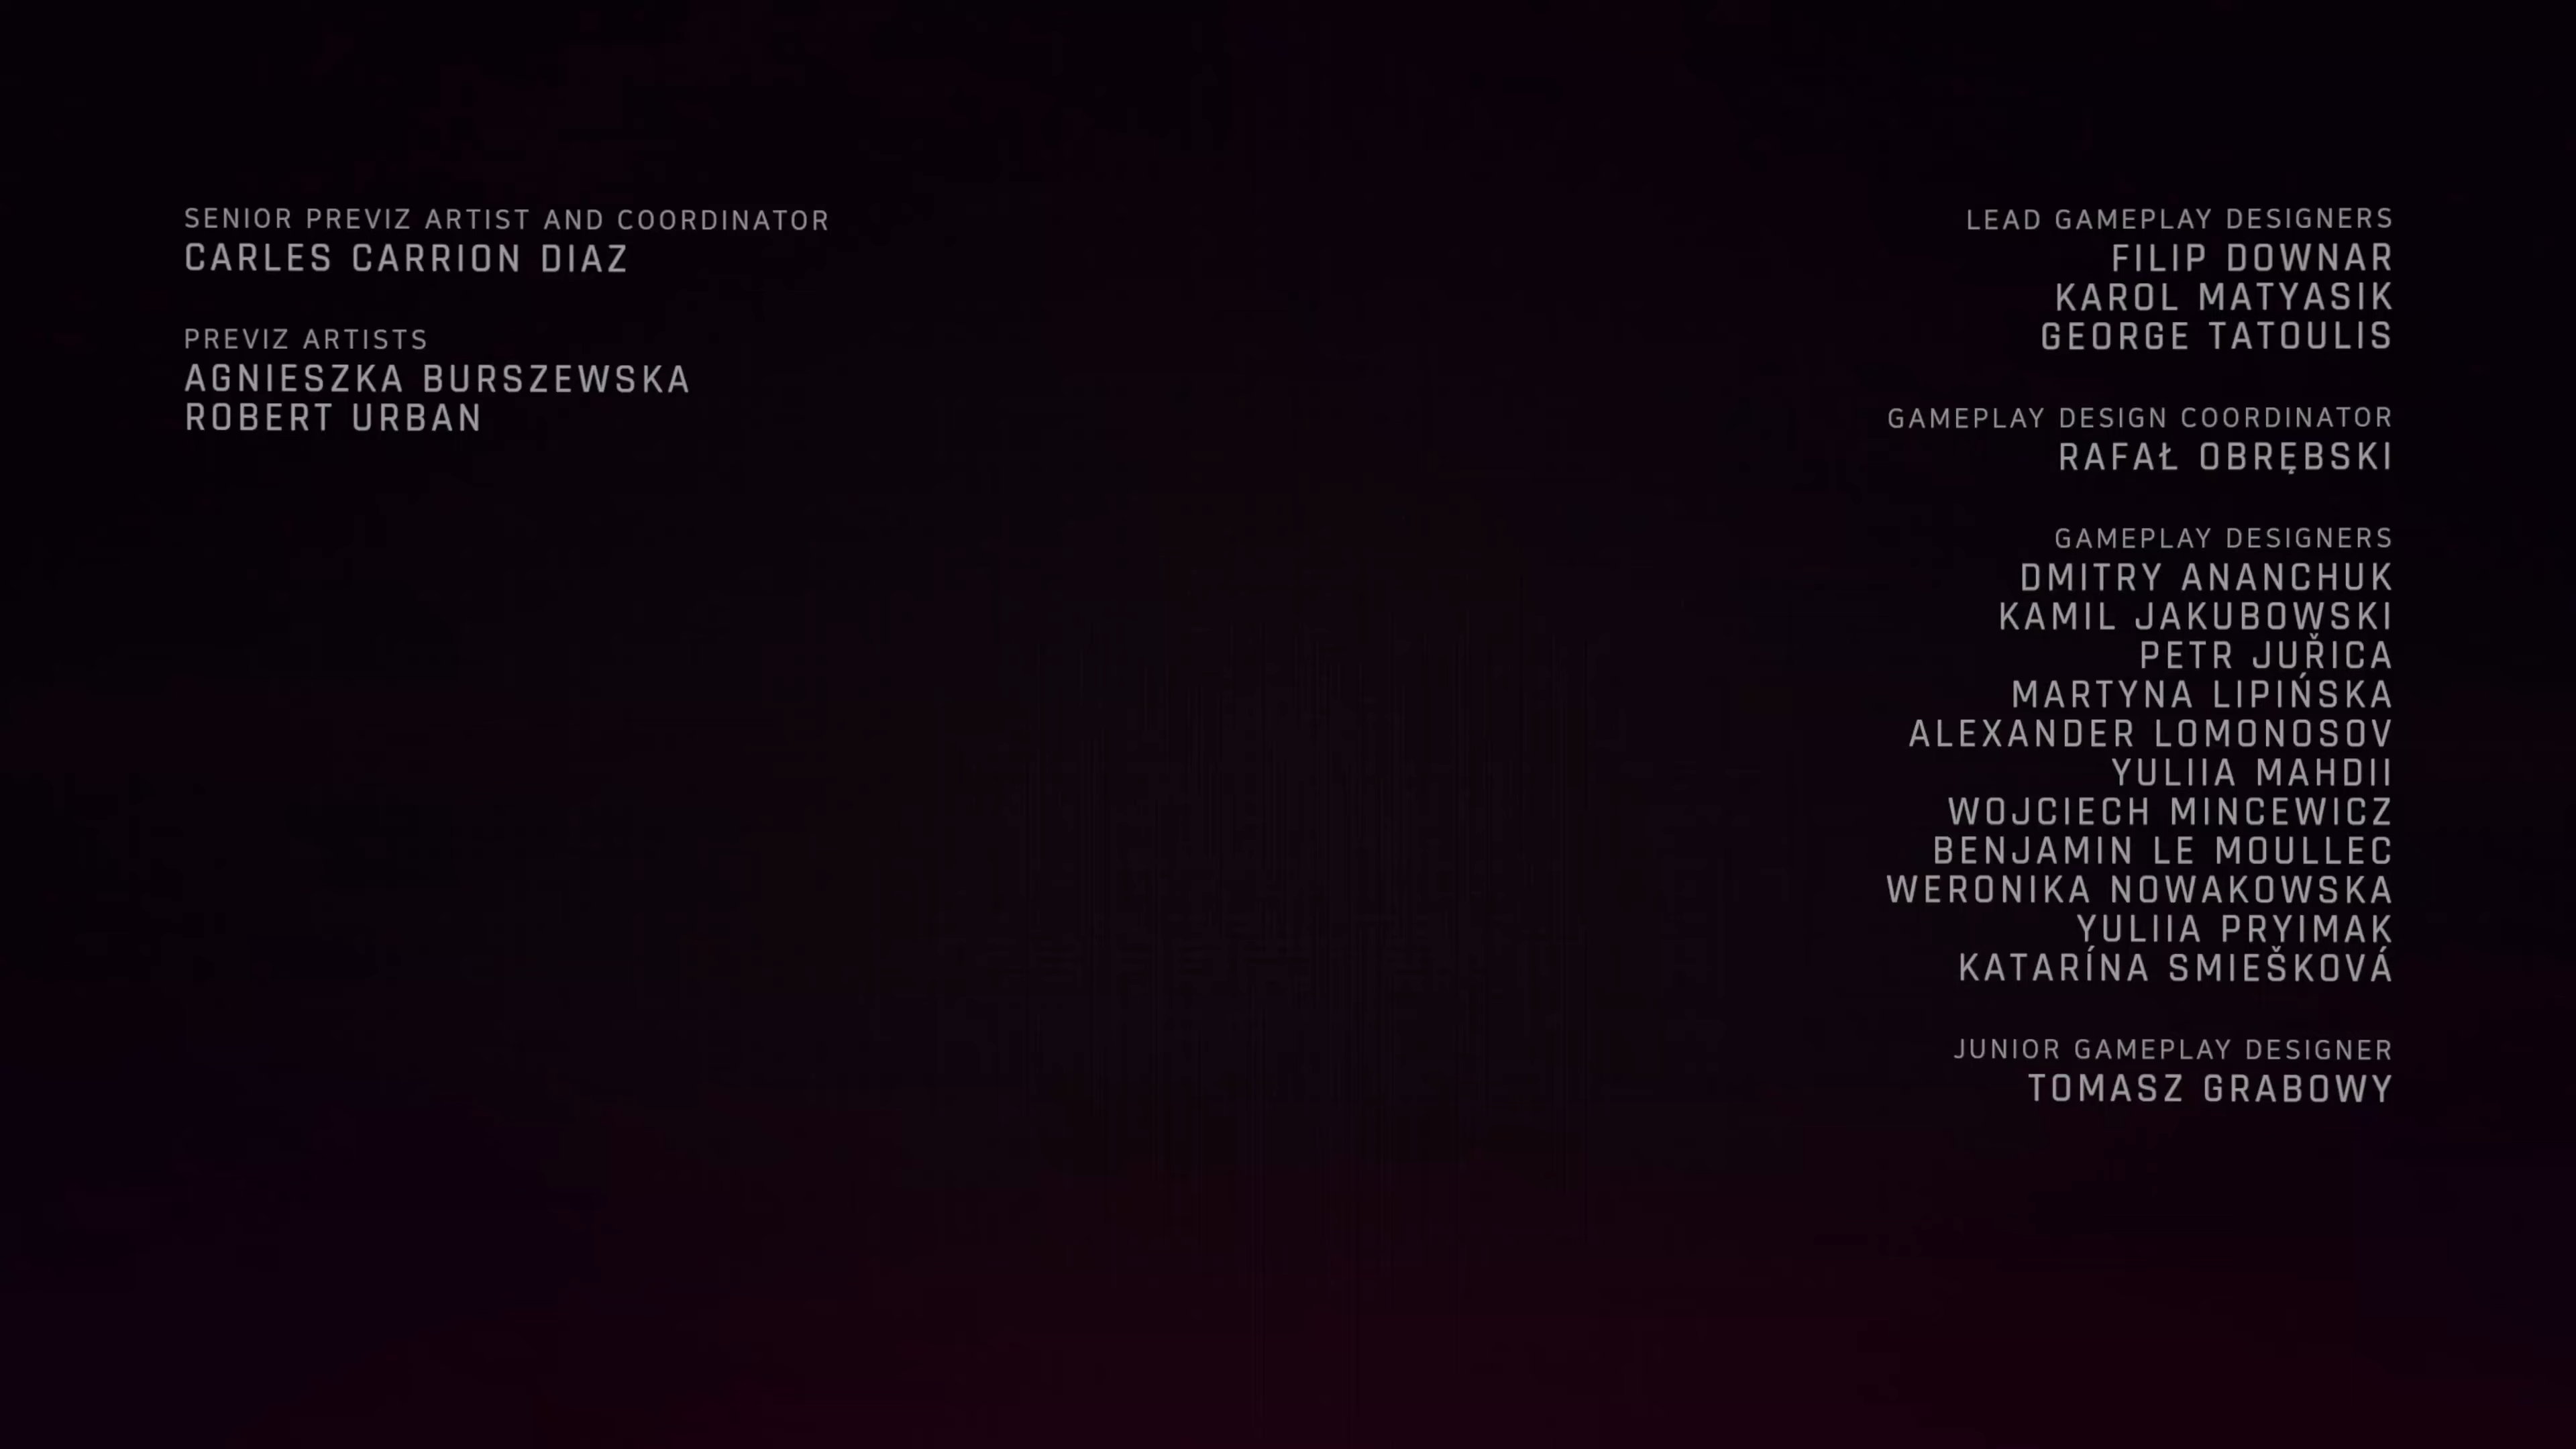 SENIOR PREVIZ ARTIST AND COORDINATOR
CARLES CARRION DIAZ
PREVIZ ARTISTS
AGNIESZKA BURSZEWSKA
ROBERT URBAN
LEAD GAMEPLAY DESIGNERS
FILIP DOWNAR
KAROL MATYASIK
GEORGE TATOULIS
GAMEPLAY DESIGN COORDINATOR
RAFAŁ OBRĘBSKI
GAMEPLAY DESIGNERS
DMITRY ANANCHUK
KAMIL JAKUBOWSKI
PETR JUŘICA
MARTYNA LIPIŃSKA
ALEXANDER LOMONOSOV
YULIIA MAHDII
WOJCIECH MINCEWICZ
BENJAMIN LE MOULLEC
WERONIKA NOWAKOWSKA
YULIIA PRYIMAK
KATARÍNA SMIEŠKOVÁ
JUNIOR GAMEPLAY DESIGNER
TOMASZ GRABOWY